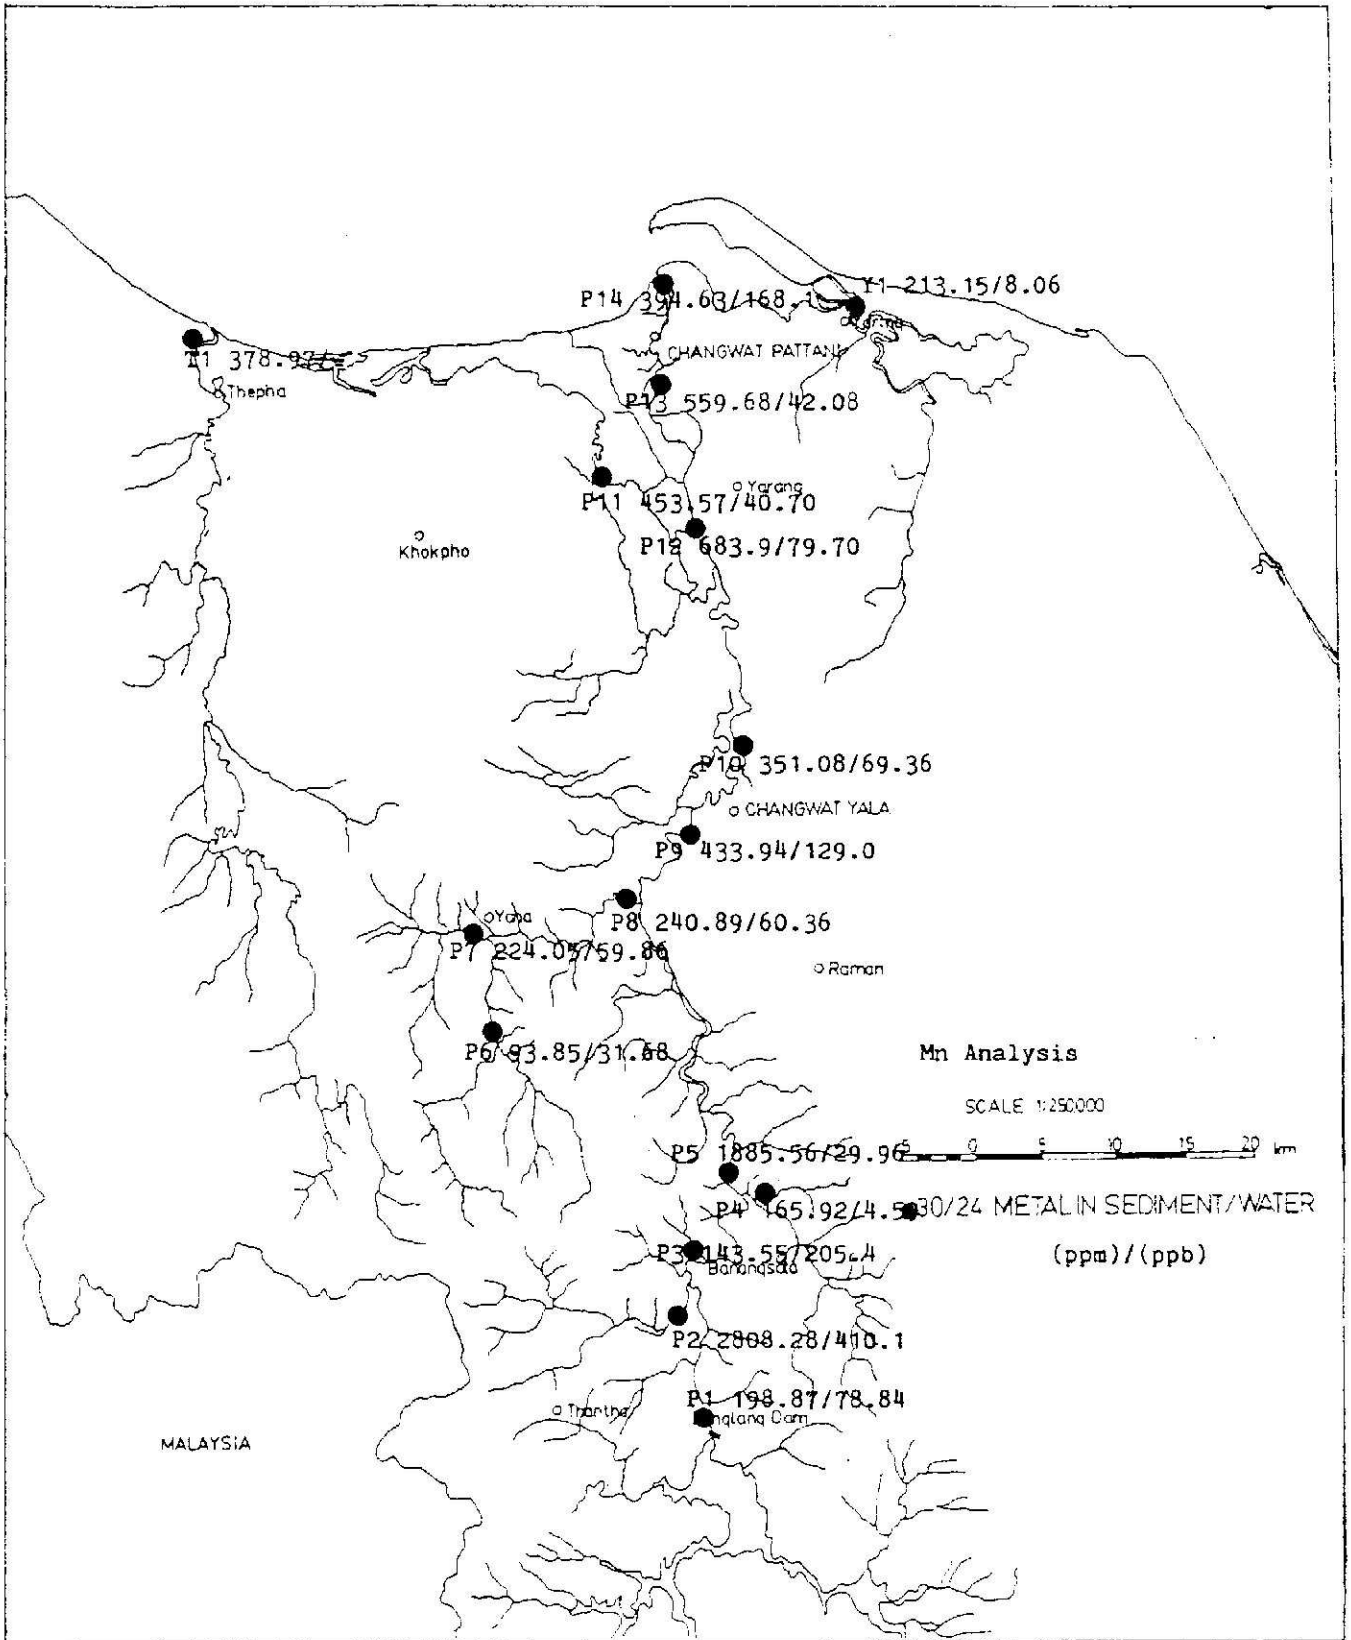 Y1 213.15/8.06
P14 394.63/168.1
CHANGWAT PATTANI
T1 378.97/-
Thepha
P13 559.68/42.08
Yarang
P11 453.57/40.70
Khokpho
P12 683.9/79.70
P10 351.08/69.36
CHANGWAT YALA
P9 433.94/129.0
Yaha
P8 240.89/60.36
P7 224.05/59.86
Raman
P6 93.85/31.68
Mn Analysis
SCALE 1:250000
5 0 5 10 15 20 km
P5 1885.56/29.96
P4 165.92/4.5
30/24 METAL IN SEDIMENT/WATER
P3 143.55/205.4
(ppm)/(ppb)
Banangsata
P2 2808.28/410.1
P1 198.87/78.84
Thantho
nglang Dam
MALAYSIA